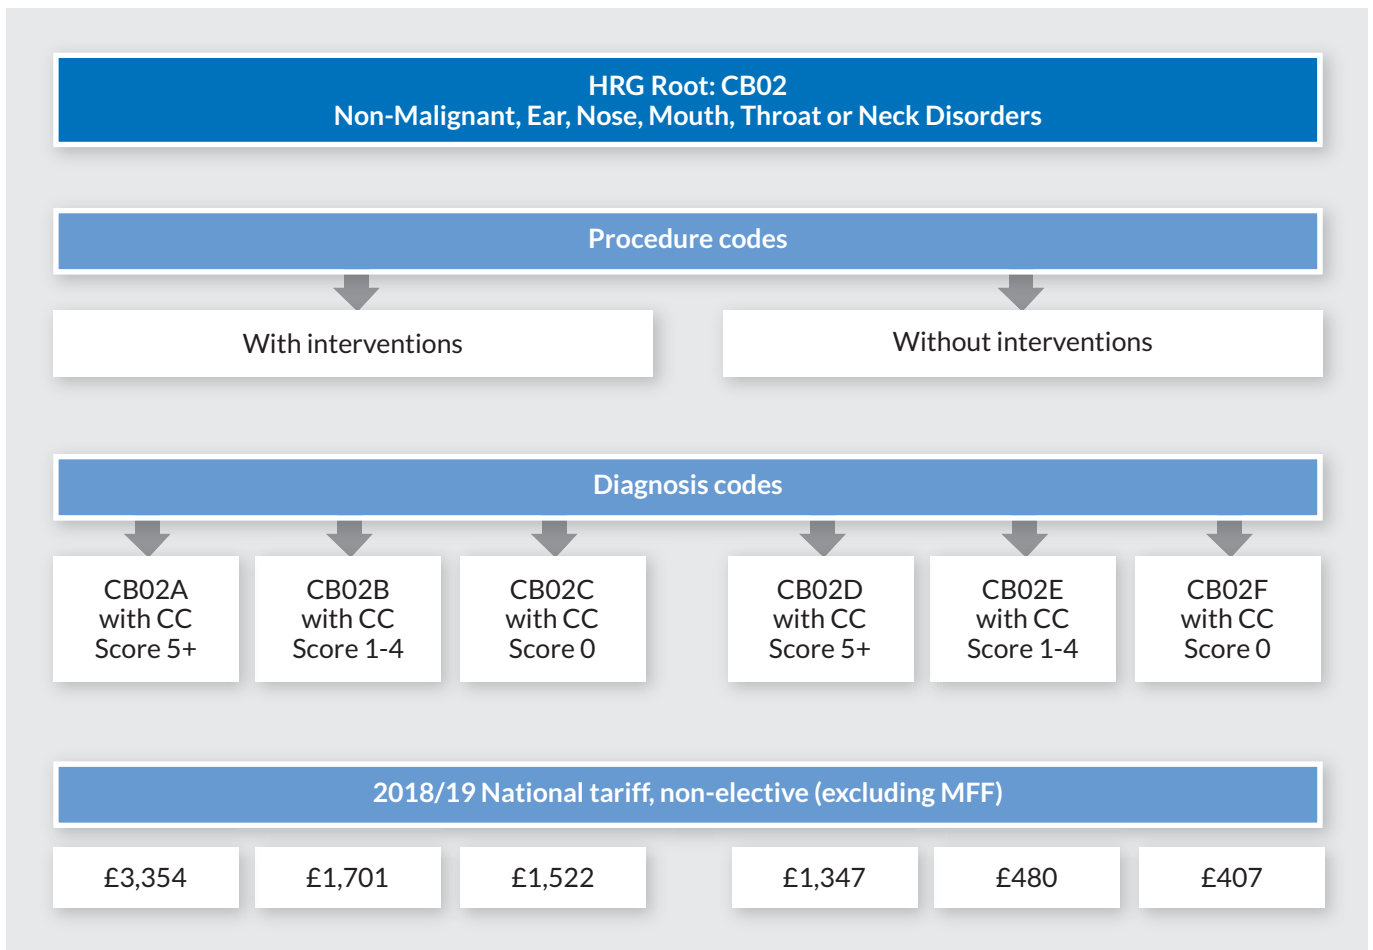 HRG Root: CB02
Non-Malignant, Ear, Nose, Mouth, Throat or Neck Disorders
Procedure codes
With interventions
Without interventions
Diagnosis codes
CB02A
with CC
Score 5+
CB02B
with CC
Score 1-4
CB02C
with CC
Score 0
CB02D
with CC
Score 5+
CB02E
with CC
Score 1-4
CB02F
with CC
Score 0
2018/19 National tariff, non-elective (excluding MFF)
£3,354
£1,701
£1,522
£1,347
£480
£407